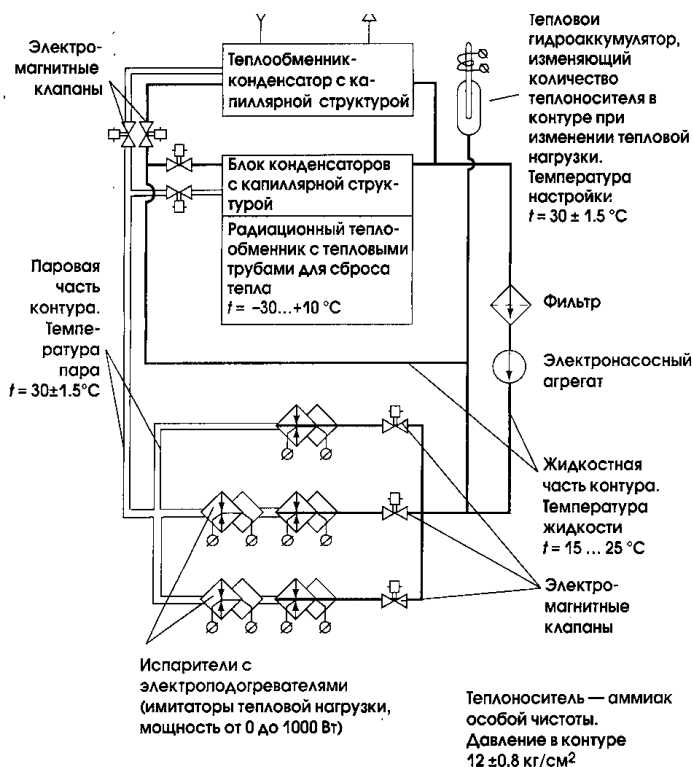 Электро-
магнитные
клапаны
Теплообменник-
конденсатор с ка-
пиллярной структурой
Тепловой
гидроаккумулятор,
изменяющий
количество
теплоносителя в
контуре при
изменении тепловой
нагрузки.
Температура
настройки
t = 30 ± 1.5 °C
Блок конденсаторов
с капиллярной струк-
турой
Радиационный тепло-
обменник с тепловыми
трубами для сброса
тепла
t = –30...+10 °C
Паровая
часть
контура.
Темпе-
ратура
пара
t = 30±1.5°C
Фильтр
Электронасосный
агрегат
Жидкостная
часть контура.
Температура
жидкости
t = 15 ... 25 °C
Электро-
магнитные
клапаны
Испарители с
электроподогревателями
(имитаторы тепловой нагрузки,
мощность от 0 до 1000 Вт)
Теплоноситель — аммиак
особой чистоты.
Давление в контуре
12 ±0.8 кг/см²